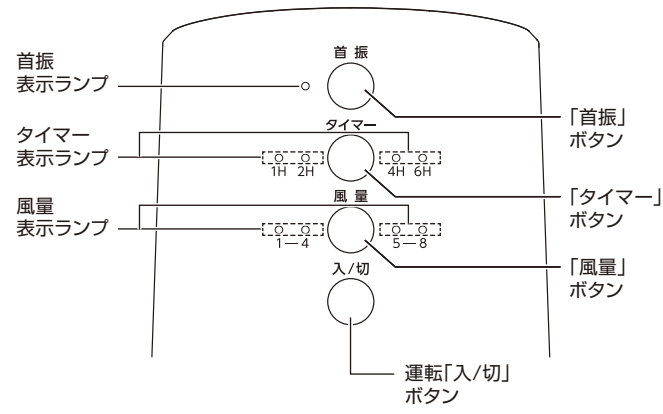 首振
表示ランプ
首 振
「首振」
ボタン
タイマー
表示ランプ
タイマー
1H 2H
4H 6H
「タイマー」
ボタン
風量
表示ランプ
風 量
1—4
5—8
「風量」
ボタン
入/切
運転「入/切」
ボタン